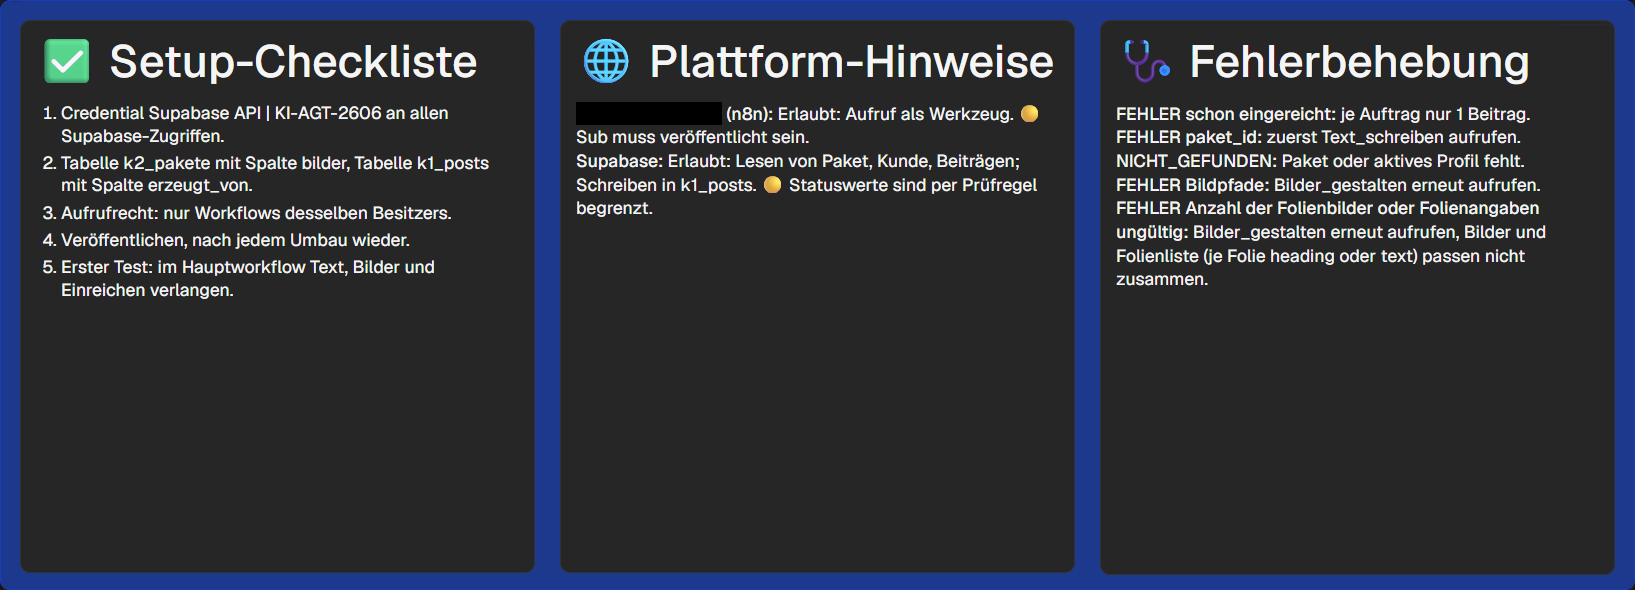 Setup-Checkliste
1. Credential Supabase API | KI-AGT-2606 an allen
Supabase-Zugriffen.
2. Tabelle k2_pakete mit Spalte bilder, Tabelle k1_posts
mit Spalte erzeugt_von.
3. Aufrufrecht: nur Workflows desselben Besitzers.
4. Veröffentlichen, nach jedem Umbau wieder.
5. Erster Test: im Hauptworkflow Text, Bilder und
Einreichen verlangen.
Plattform-Hinweise
(n8n): Erlaubt: Aufruf als Werkzeug.
Sub muss veröffentlicht sein.
Supabase: Erlaubt: Lesen von Paket, Kunde, Beiträgen;
Schreiben in k1_posts. Statuswerte sind per Prüfregel
begrenzt.
Fehlerbehebung
FEHLER schon eingereicht: je Auftrag nur 1 Beitrag.
FEHLER paket_id: zuerst Text_schreiben aufrufen.
NICHT_GEFUNDEN: Paket oder aktives Profil fehlt.
FEHLER Bildpfade: Bilder_gestalten erneut aufrufen.
FEHLER Anzahl der Folienbilder oder Folienangaben
ungültig: Bilder_gestalten erneut aufrufen, Bilder und
Folienliste (je Folie heading oder text) passen nicht
zusammen.